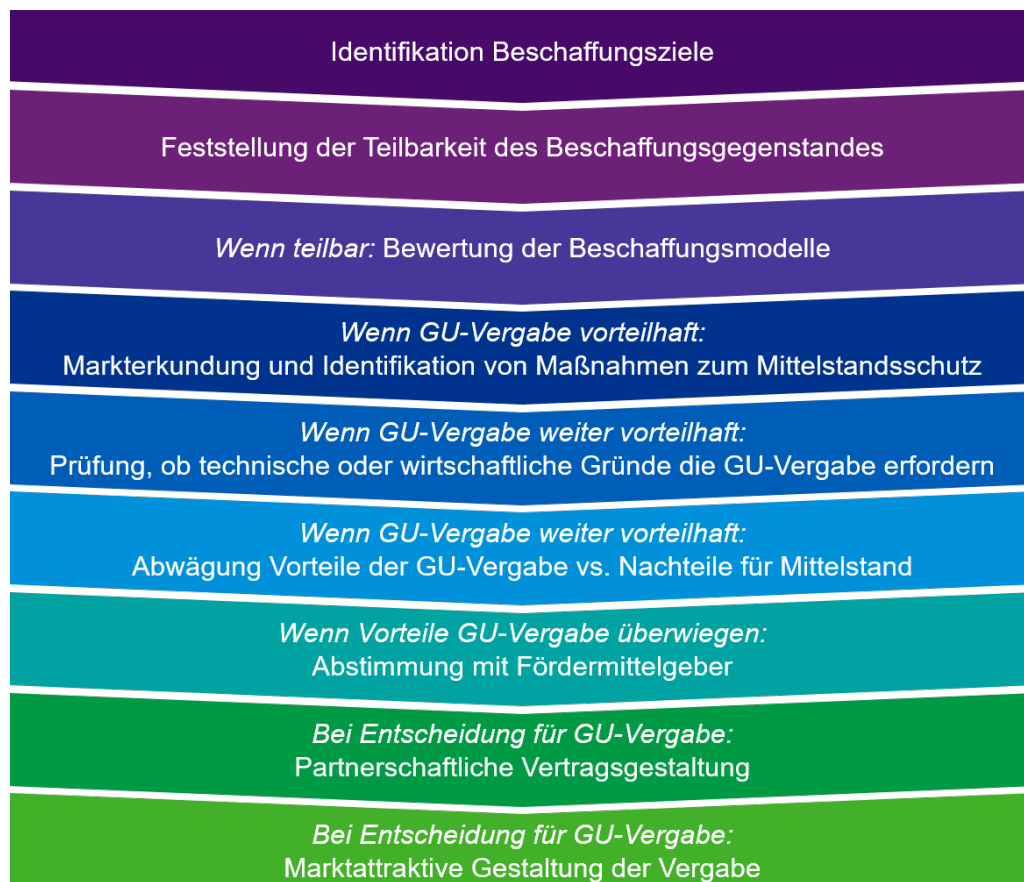 Identifikation Beschaffungsziele
Feststellung der Teilbarkeit des Beschaffungsgegenstandes
Wenn teilbar: Bewertung der Beschaffungsmodelle
Wenn GU-Vergabe vorteilhaft:
Markterkundung und Identifikation von Maßnahmen zum Mittelstandsschutz
Wenn GU-Vergabe weiter vorteilhaft:
Prüfung, ob technische oder wirtschaftliche Gründe die GU-Vergabe erfordern
Wenn GU-Vergabe weiter vorteilhaft:
Abwägung Vorteile der GU-Vergabe vs. Nachteile für Mittelstand
Wenn Vorteile GU-Vergabe überwiegen:
Abstimmung mit Fördermittelgeber
Bei Entscheidung für GU-Vergabe:
Partnerschaftliche Vertragsgestaltung
Bei Entscheidung für GU-Vergabe:
Marktattraktive Gestaltung der Vergabe